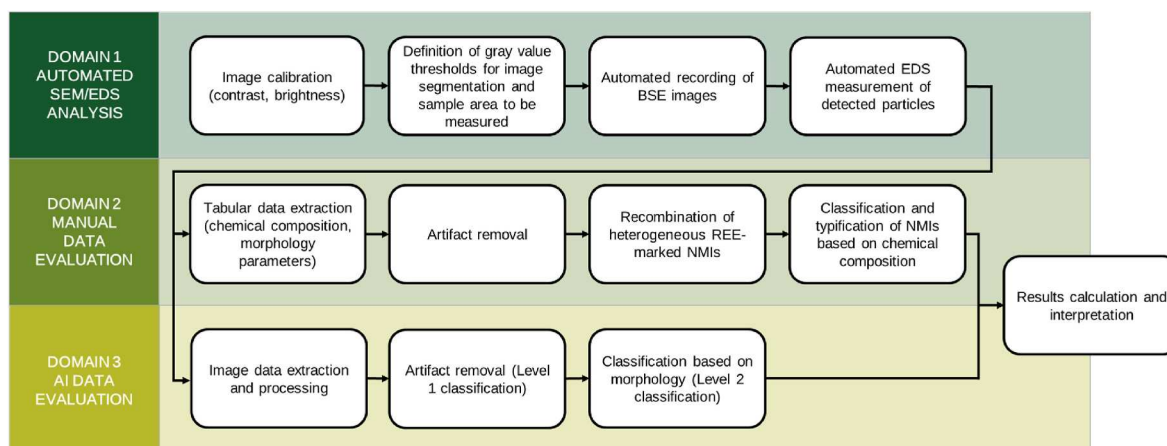 DOMAIN 1
AUTOMATED
SEM/EDS
ANALYSIS
Image calibration
(contrast, brightness)
Definition of gray value
thresholds for image
segmentation and
sample area to be
measured
Automated recording of
BSE images
Automated EDS
measurement of
detected particles
DOMAIN 2
MANUAL
DATA
EVALUATION
Tabular data extraction
(chemical composition,
morphology
parameters)
Artifact removal
Recombination of
heterogeneous REE-
marked NMIs
Classification and
typification of NMIs
based on chemical
composition
Results calculation and
interpretation
DOMAIN 3
AI DATA
EVALUATION
Image data extraction
and processing
Artifact removal (Level
1 classification)
Classification based on
morphology (Level 2
classification)